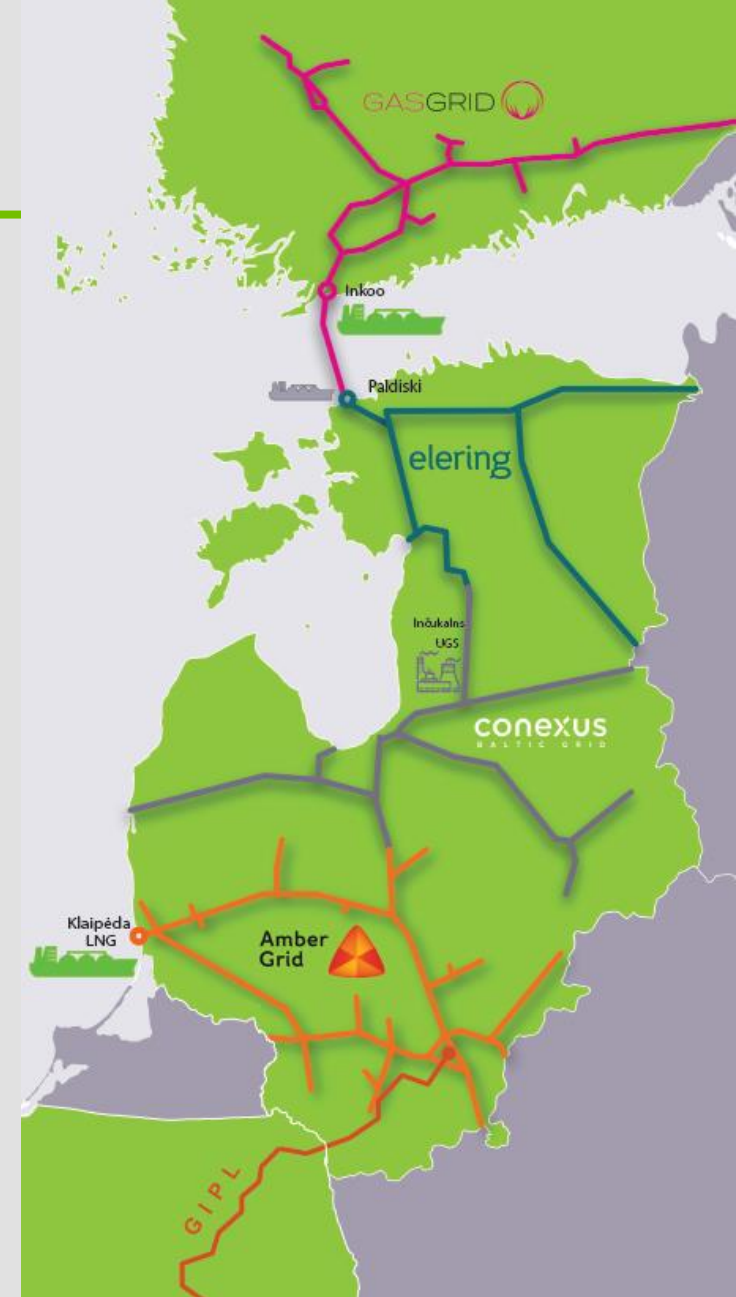 GASGRID
Inkoo
Paldiski
elering
Inčukalns
UGS
conexus
BALTIC GRID
Klaipėda
LNG
Amber
Grid
GIPL